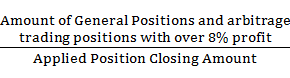 Amount of General Positions and arbitrage
trading positions with over 8% profit
Applied Position Closing Amount